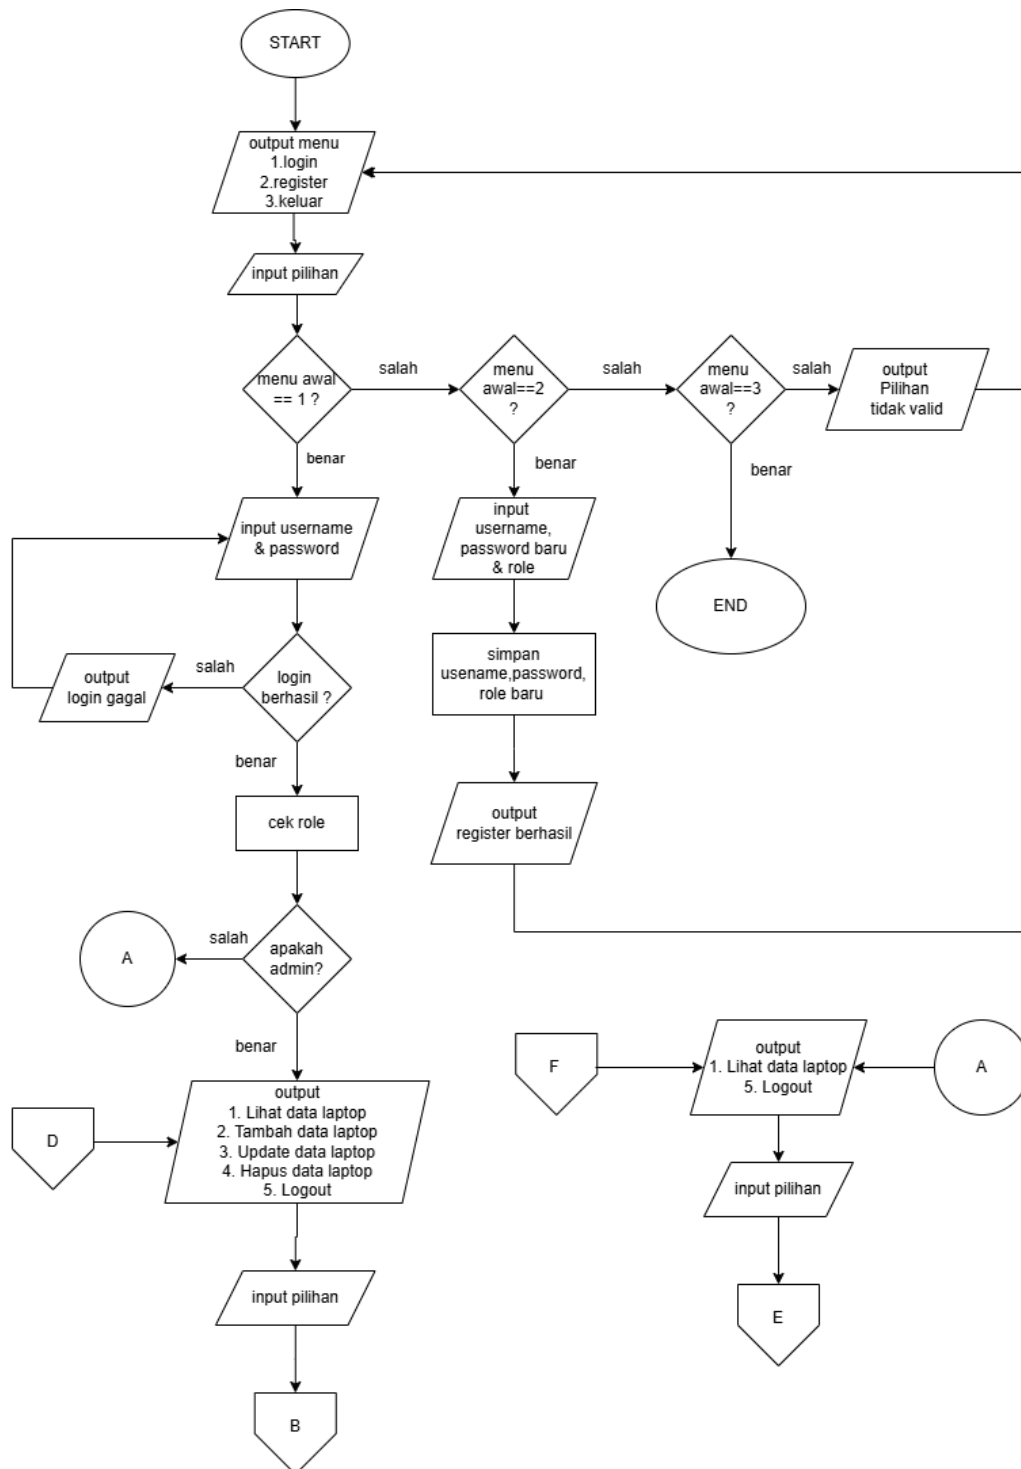 START
output menu
1.login
2.register
3.keluar
input pilihan
menu awal
== 1 ?
salah
menu
awal==2
?
salah
menu
awal==3
?
salah
output
Pilihan
tidak valid
benar
benar
benar
input username
& password
input
username,
password baru
& role
END
salah
output
login gagal
login
berhasil ?
simpan
usename,password,
role baru
benar
cek role
output
register berhasil
A
salah
apakah
admin?
benar
F
output
1. Lihat data laptop
5. Logout
A
D
output
1. Lihat data laptop
2. Tambah data laptop
3. Update data laptop
4. Hapus data laptop
5. Logout
input pilihan
input pilihan
E
B